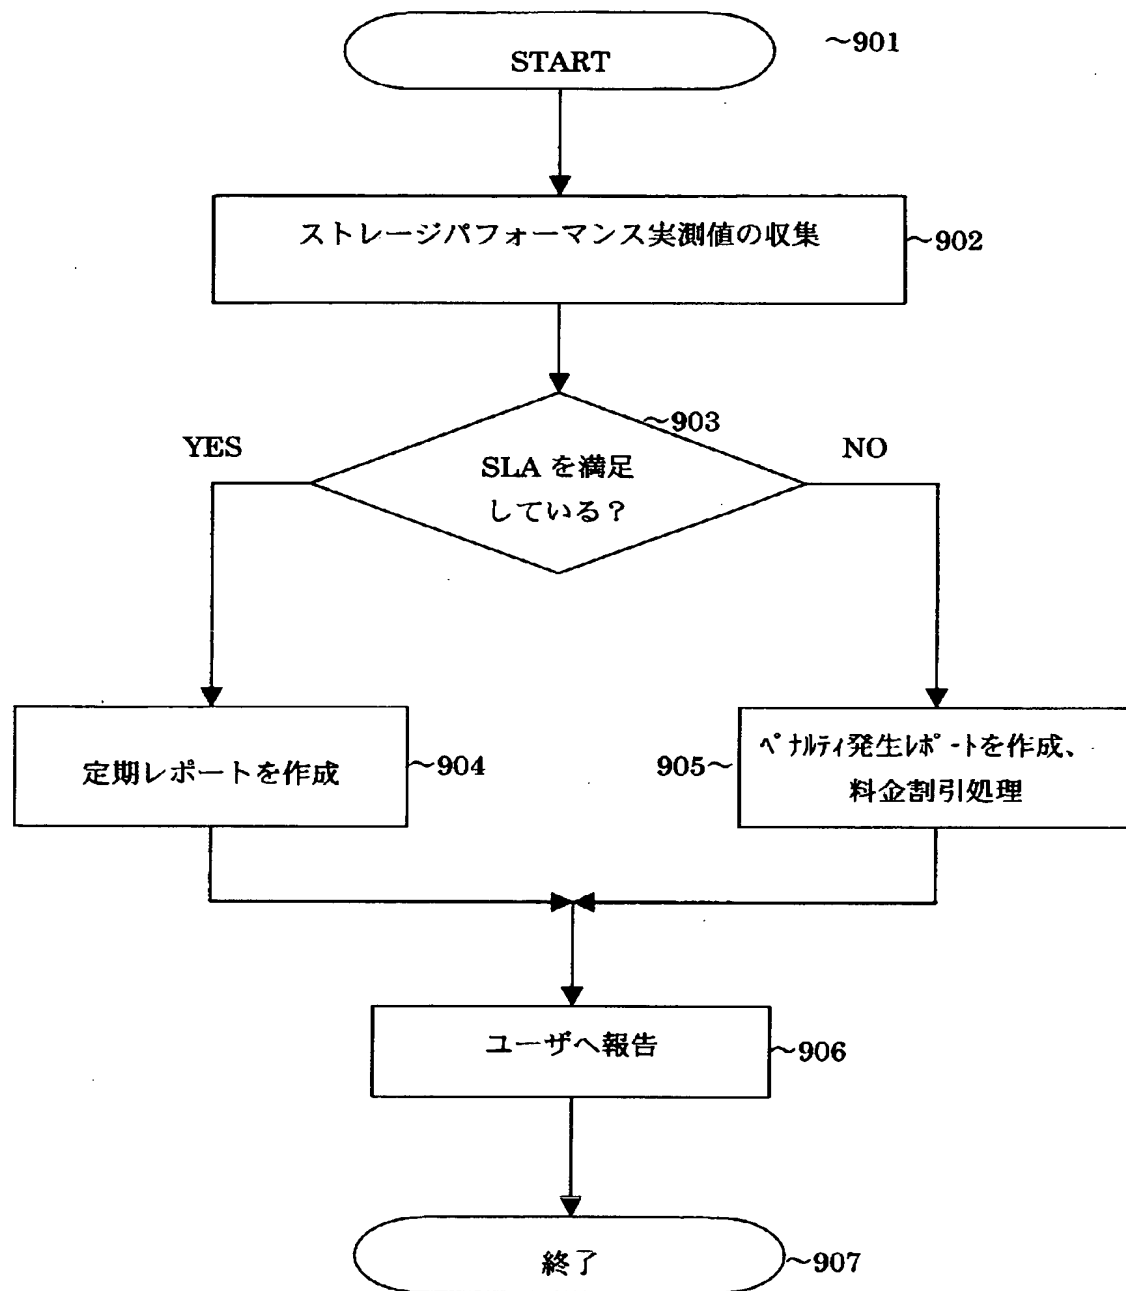 START
～901
ストレージパフォーマンス実測値の収集
～902
～903
YES
NO
SLA を満足
している？
定期レポートを作成
～904
905～
ﾍﾟﾅﾙﾃｨ発生ﾚﾎﾟｰﾄを作成、
料金割引処理
ユーザへ報告
～906
終了
～907